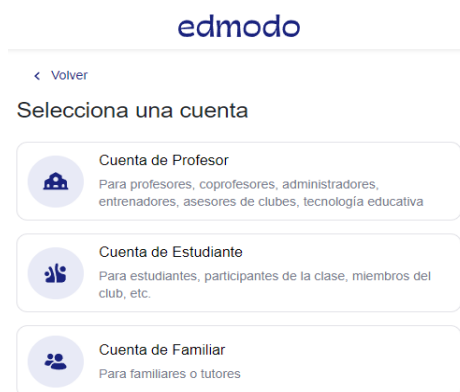 edmodo
Volver
Selecciona una cuenta
Cuenta de Profesor
Para profesores, coprofesores, administradores,
entrenadores, asesores de clubes, tecnología educativa
Cuenta de Estudiante
Para estudiantes, participantes de la clase, miembros del
club, etc.
Cuenta de Familiar
Para familiares o tutores